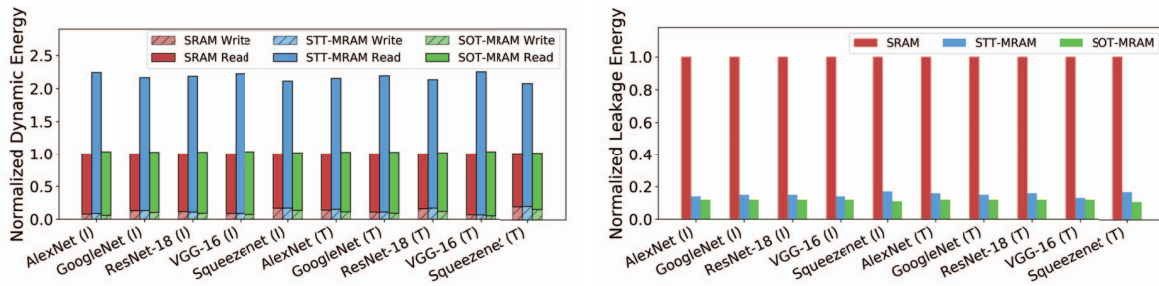 Normalized Dynamic Energy
2.5
2.0
1.5
1.0
0.5
0.0
SRAM Write
STT-MRAM Write
SOT-MRAM Write
SRAM Read
STT-MRAM Read
SOT-MRAM Read
AlexNet (I)
GoogleNet (I)
ResNet-18 (I)
VGG-16 (I)
Squeezenet (I)
AlexNet (T)
GoogleNet (T)
ResNet-18 (T)
VGG-16 (T)
Squeezenet (T)
Normalized Leakage Energy
1.0
0.8
0.6
0.4
0.2
0.0
SRAM
STT-MRAM
SOT-MRAM
AlexNet (I)
GoogleNet (I)
ResNet-18 (I)
VGG-16 (I)
Squeezenet (I)
AlexNet (T)
GoogleNet (T)
ResNet-18 (T)
VGG-16 (T)
Squeezenet (T)